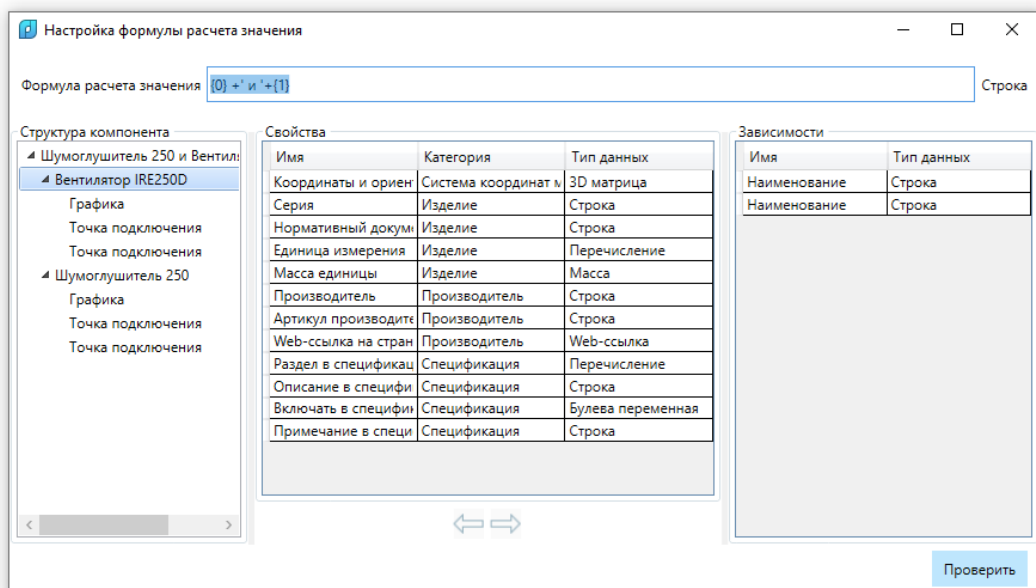 Настройка формулы расчета значения
Формула расчета значения {0} +' и '+{1} Строка
Структура компонента
Шумоглушитель 250 и Вентил
Вентилятор IRE250D
Графика
Точка подключения
Точка подключения
Шумоглушитель 250
Графика
Точка подключения
Точка подключения
Свойства
Имя Категория Тип данных
Координаты и ориен Система координат м 3D матрица
Серия Изделие Строка
Нормативный докум Изделие Строка
Единица измерения Изделие Перечисление
Масса единицы Изделие Масса
Производитель Производитель Строка
Артикул производите Производитель Строка
Web-ссылка на стран Производитель Web-ссылка
Раздел в спецификац Спецификация Перечисление
Описание в специфи Спецификация Строка
Включать в специфик Спецификация Булева переменная
Примечание в специ Спецификация Строка
Зависимости
Имя Тип данных
Наименование Строка
Наименование Строка
Проверить